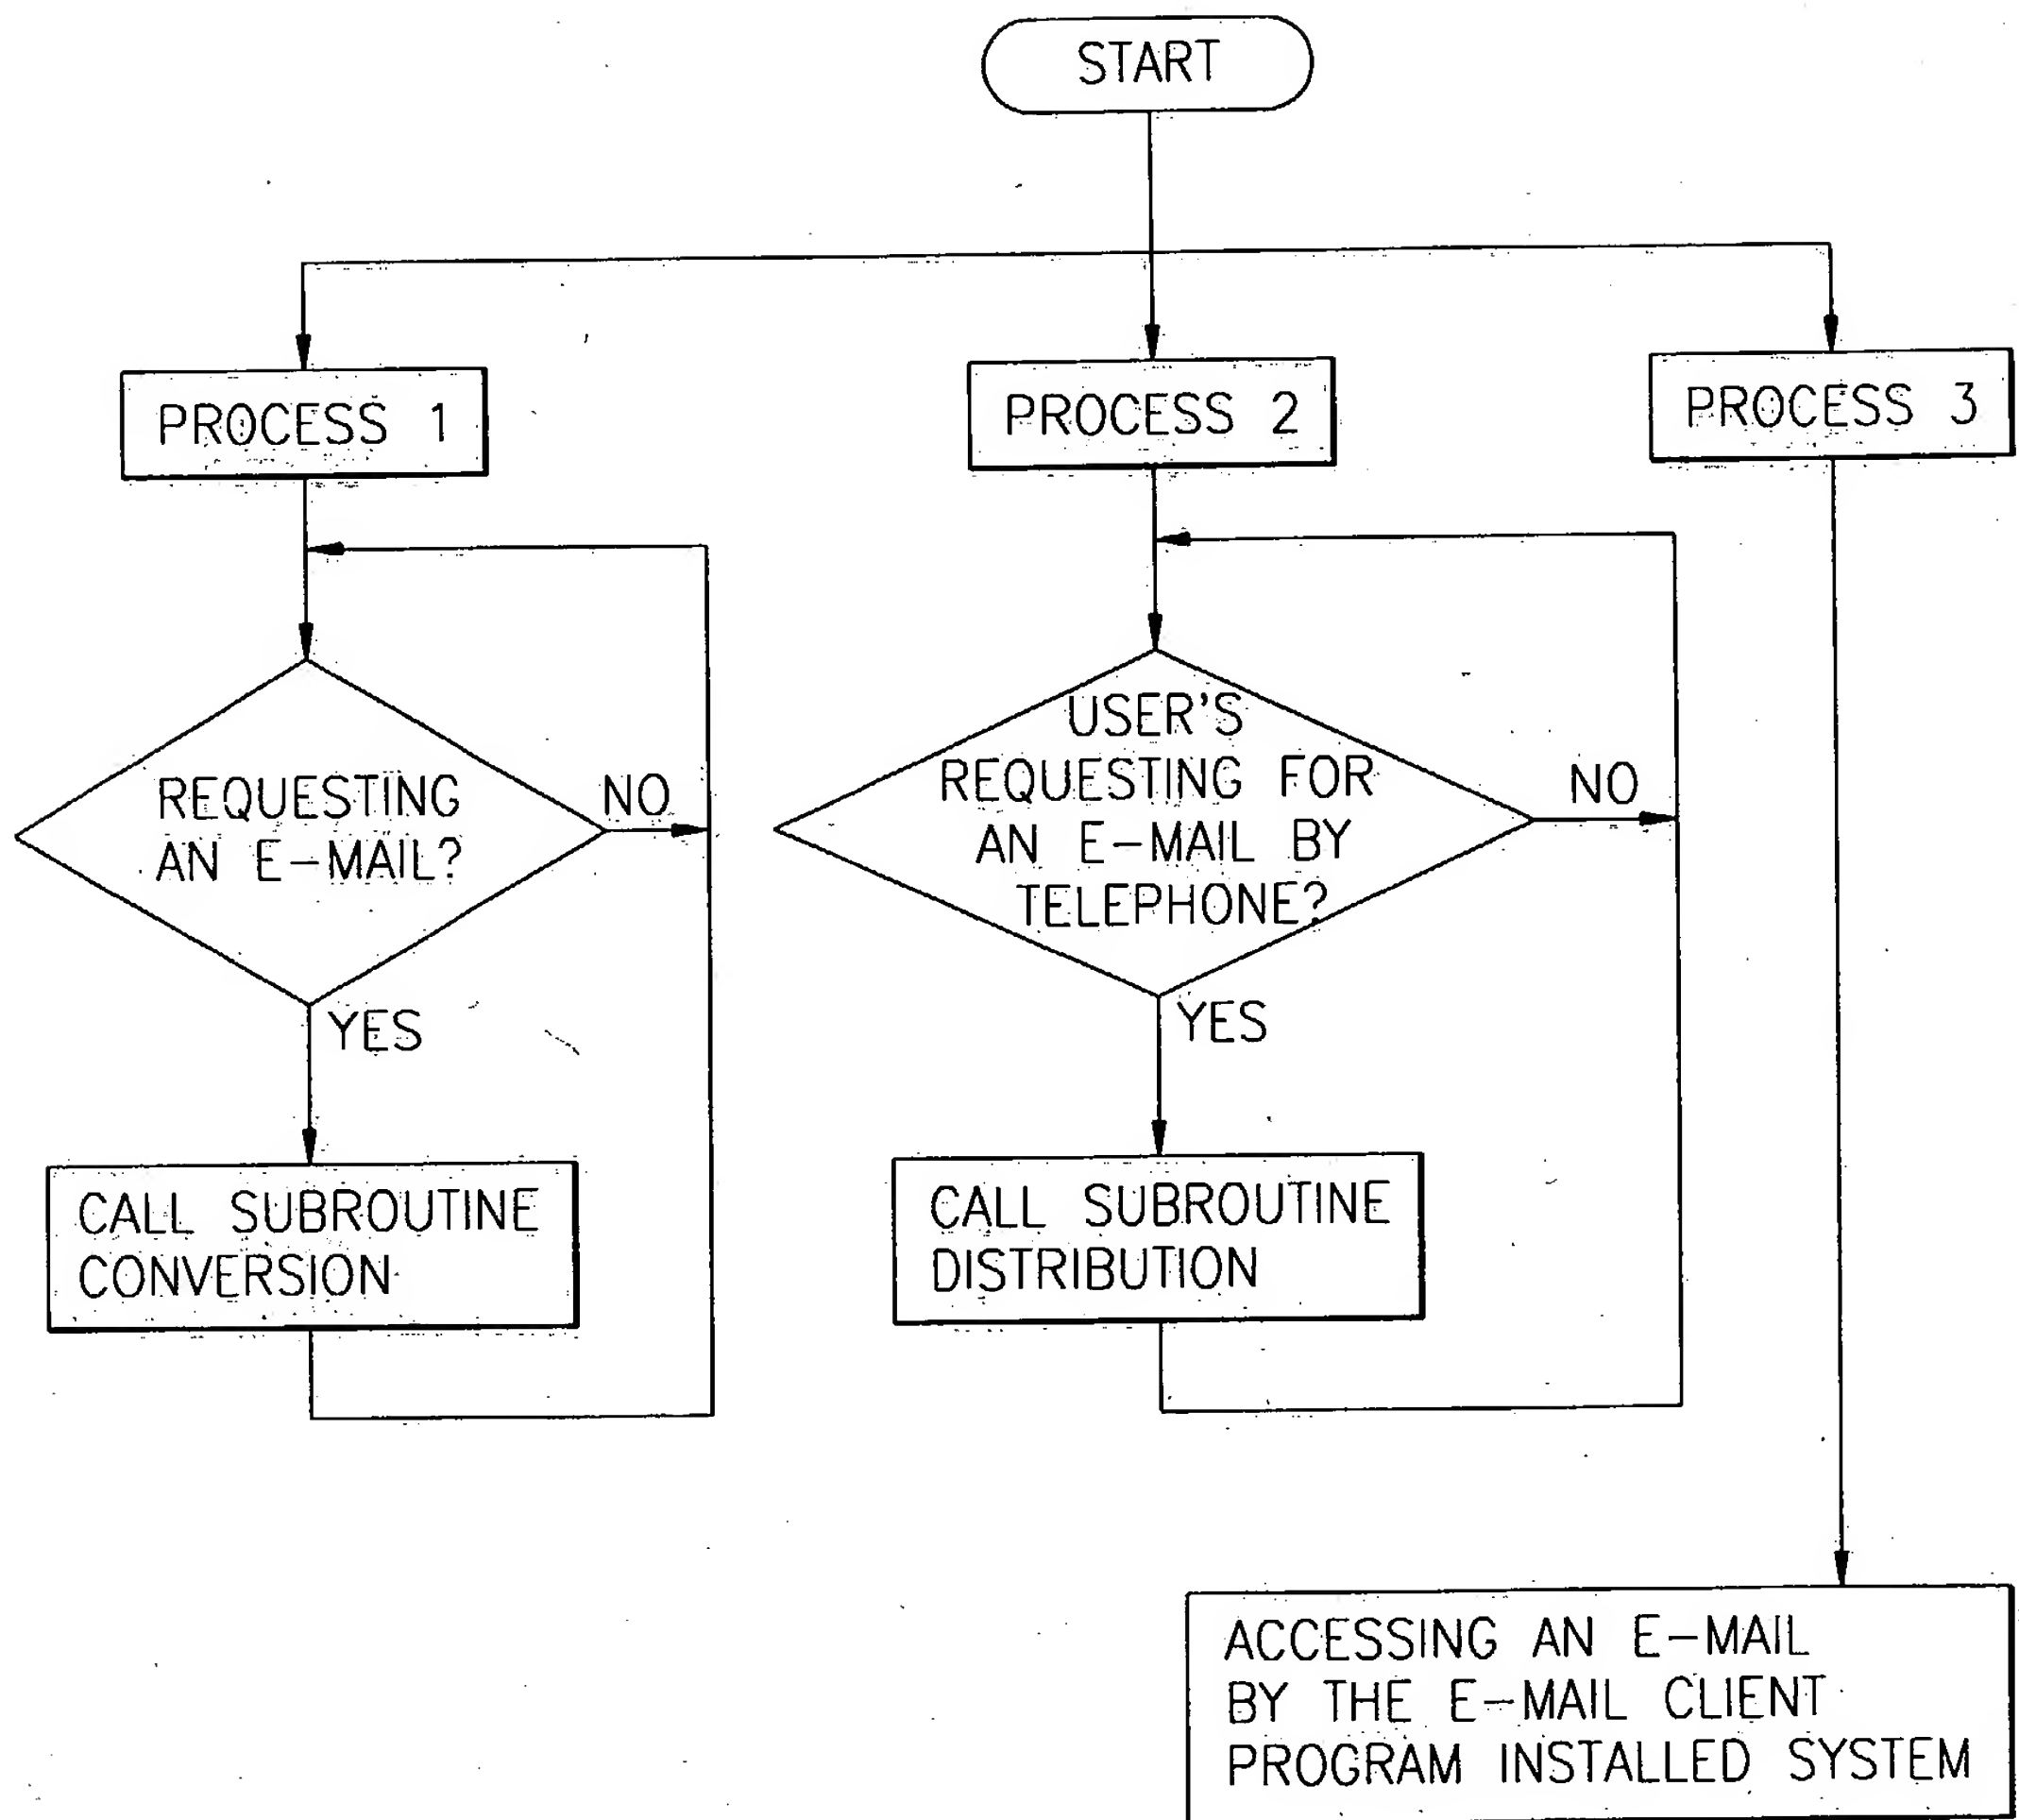 START
PROCESS 1
PROCESS 2
PROCESS 3
REQUESTING
AN E-MAIL?
NO
YES
CALL SUBROUTINE
CONVERSION
USER'S
REQUESTING FOR
AN E-MAIL BY
TELEPHONE?
NO
YES
CALL SUBROUTINE
DISTRIBUTION
ACCESSING AN E-MAIL
BY THE E-MAIL CLIENT
PROGRAM INSTALLED SYSTEM